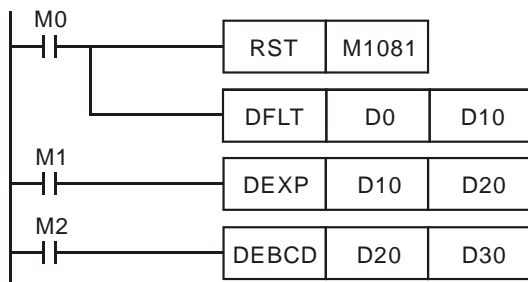 M0
RST M1081
DFLT D0 D10
M1
DEXP D10 D20
M2
DEBCD D20 D30